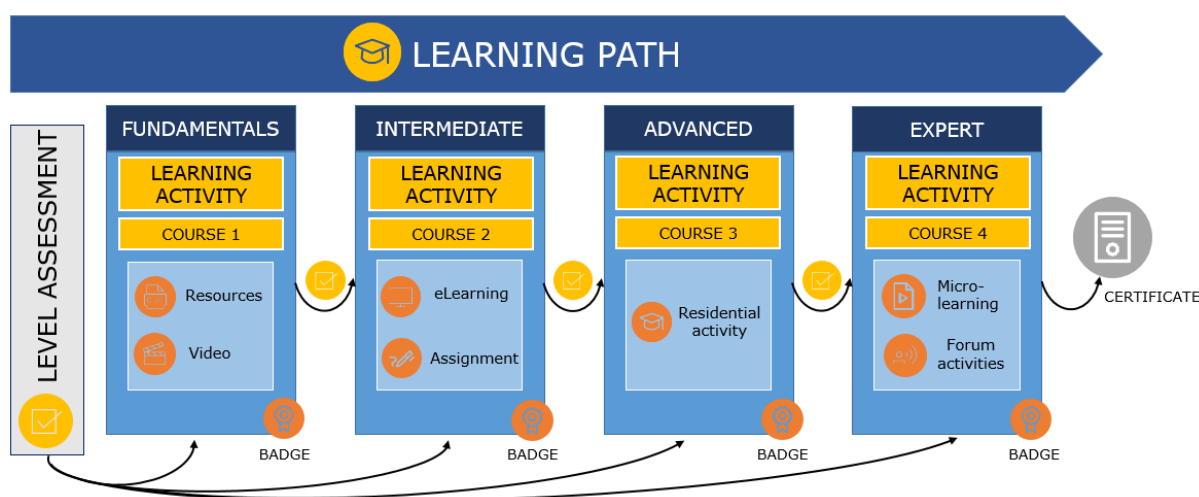 LEARNING PATH
LEVEL ASSESSMENT
FUNDAMENTALS
LEARNING
ACTIVITY
COURSE 1
Resources
Video
BADGE
INTERMEDIATE
LEARNING
ACTIVITY
COURSE 2
eLearning
Assignment
BADGE
ADVANCED
LEARNING
ACTIVITY
COURSE 3
Residential
activity
BADGE
EXPERT
LEARNING
ACTIVITY
COURSE 4
Micro-
learning
Forum
activities
BADGE
CERTIFICATE